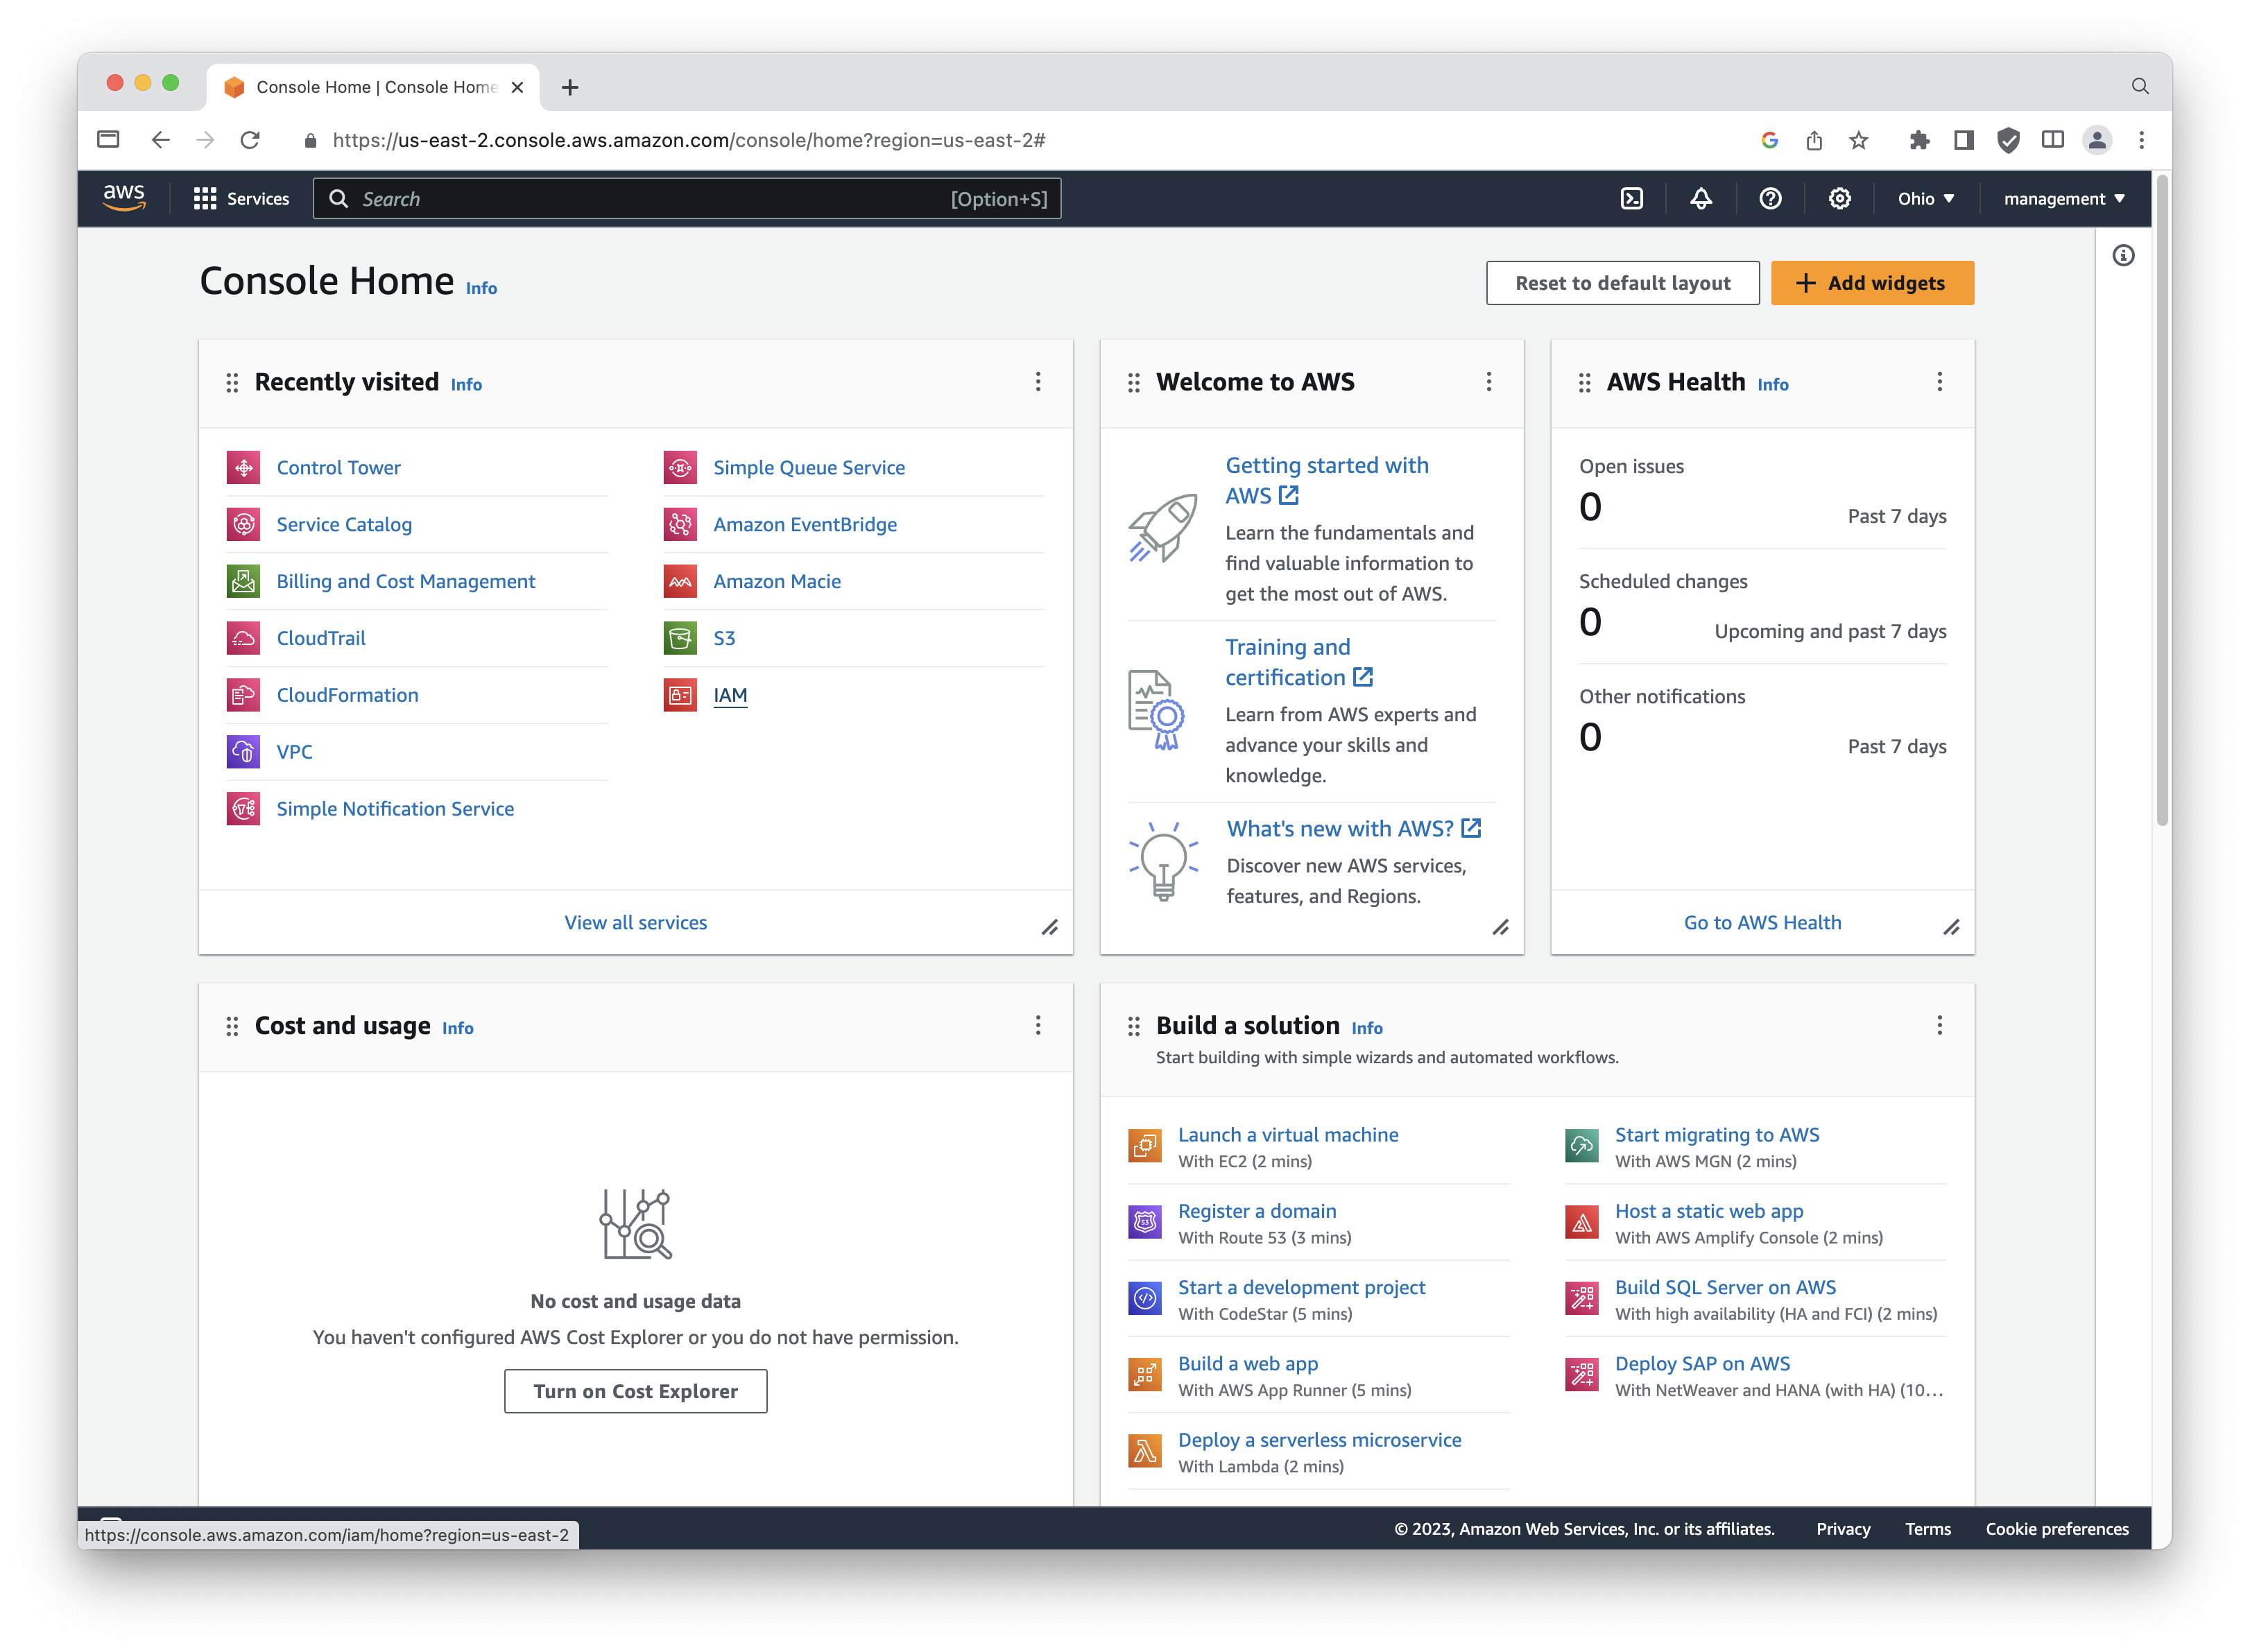 Console Home | Console Home
https://us-east-2.console.aws.amazon.com/console/home?region=us-east-2#
aws
Services
Search
[Option+S]
Ohio
management
Console Home Info
Reset to default layout
Add widgets
Recently visited Info
Control Tower
Service Catalog
Billing and Cost Management
CloudTrail
CloudFormation
VPC
Simple Notification Service
Simple Queue Service
Amazon EventBridge
Amazon Macie
S3
IAM
View all services
Welcome to AWS
Getting started with
AWS
Learn the fundamentals and
find valuable information to
get the most out of AWS.
Training and
certification
Learn from AWS experts and
advance your skills and
knowledge.
What's new with AWS?
Discover new AWS services,
features, and Regions.
AWS Health Info
Open issues
0
Past 7 days
Scheduled changes
0
Upcoming and past 7 days
Other notifications
0
Past 7 days
Go to AWS Health
Cost and usage Info
No cost and usage data
You haven't configured AWS Cost Explorer or you do not have permission.
Turn on Cost Explorer
Build a solution Info
Start building with simple wizards and automated workflows.
Launch a virtual machine
With EC2 (2 mins)
Register a domain
With Route 53 (3 mins)
Start a development project
With CodeStar (5 mins)
Build a web app
With AWS App Runner (5 mins)
Deploy a serverless microservice
With Lambda (2 mins)
Start migrating to AWS
With AWS MGN (2 mins)
Host a static web app
With AWS Amplify Console (2 mins)
Build SQL Server on AWS
With high availability (HA and FCI) (2 mins)
Deploy SAP on AWS
With NetWeaver and HANA (with HA) (10...
https://console.aws.amazon.com/iam/home?region=us-east-2
© 2023, Amazon Web Services, Inc. or its affiliates.
Privacy
Terms
Cookie preferences